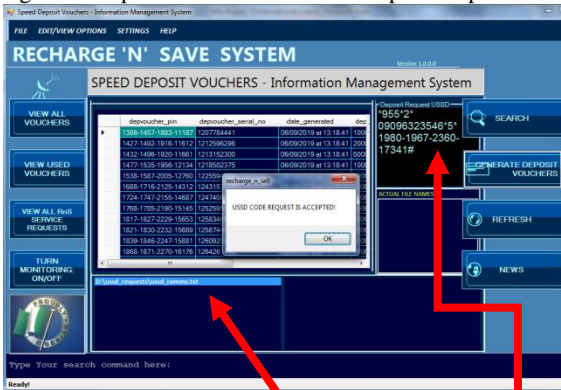 Speed Deposit Vouchers - Information Management System
FILE EDIT/VIEW OPTIONS SETTINGS HELP
RECHARGE 'N' SAVE SYSTEM
Version 1.0.0.0
SPEED DEPOSIT VOUCHERS - Information Management System
VIEW ALL
VOUCHERS
VIEW USED
VOUCHERS
VIEW ALL RnS
SERVICE
REQUESTS
TURN
MONITORING:
ON/OFF
depvoucher_pin depvoucher_serial_no date_generated dep
1386-1457-1883-11187 1207784441 06/09/2019 at 13:18:41
1427-1492-1916-11612 1212596296 06/09/2019 at 13:18:41
1432-1496-1920-11661 1213152300 06/09/2019 at 13:18:41
1477-1535-1956-12134 1218502375 06/09/2019 at 13:18:41
1538-1587-2005-12760
1688-1716-2125-14312
1724-1747-2155-14687
1768-1785-2190-15145
1817-1827-2229-15653
1821-1830-2232-15689
1839-1846-2247-15881
1868-1871-2270-16176
recharge_n_sell
USSD CODE REQUEST IS ACCEPTED!
OK
Deposit Request USSD
*955*2*
09096323546*5*
1980-1967-2360-
17341#
ACTUAL FILE NAMES
SEARCH
GENERATE DEPOSIT
VOUCHERS
REFRESH
NEWS
D:\ussd_requests\ussd_comms.txt
Type Your search command here:
Ready!